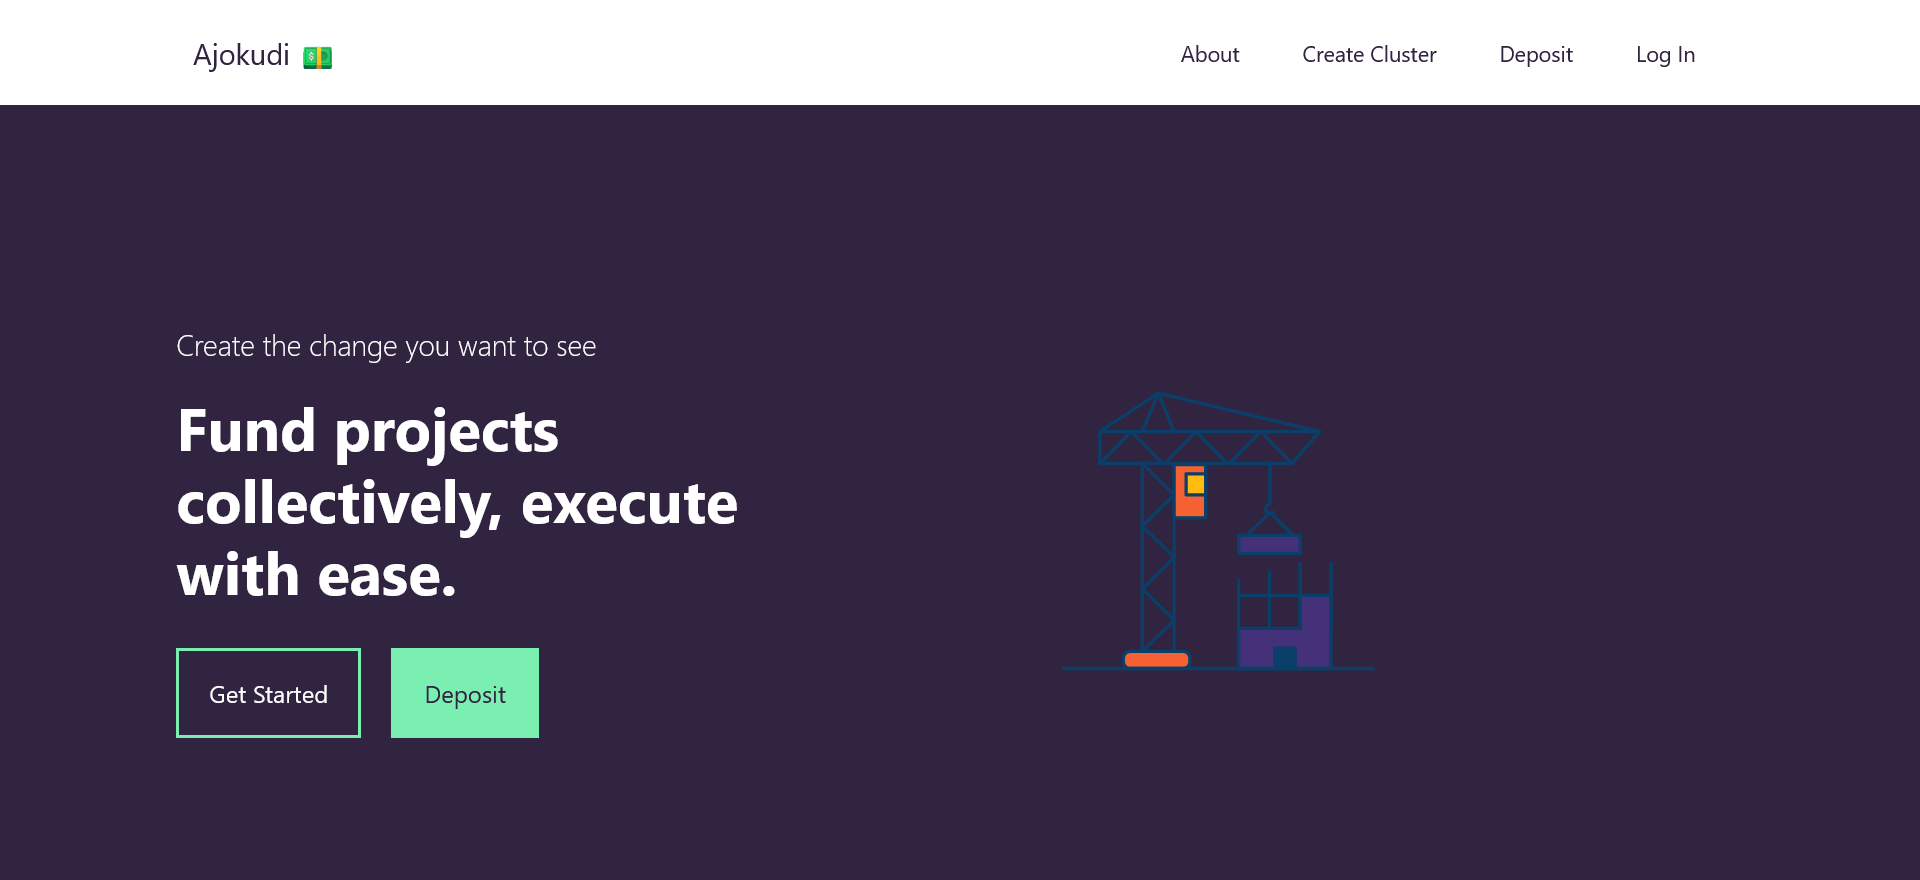 Ajokudi 💵
About
Create Cluster
Deposit
Log In
Create the change you want to see
Fund projects
collectively, execute
with ease.
Get Started
Deposit